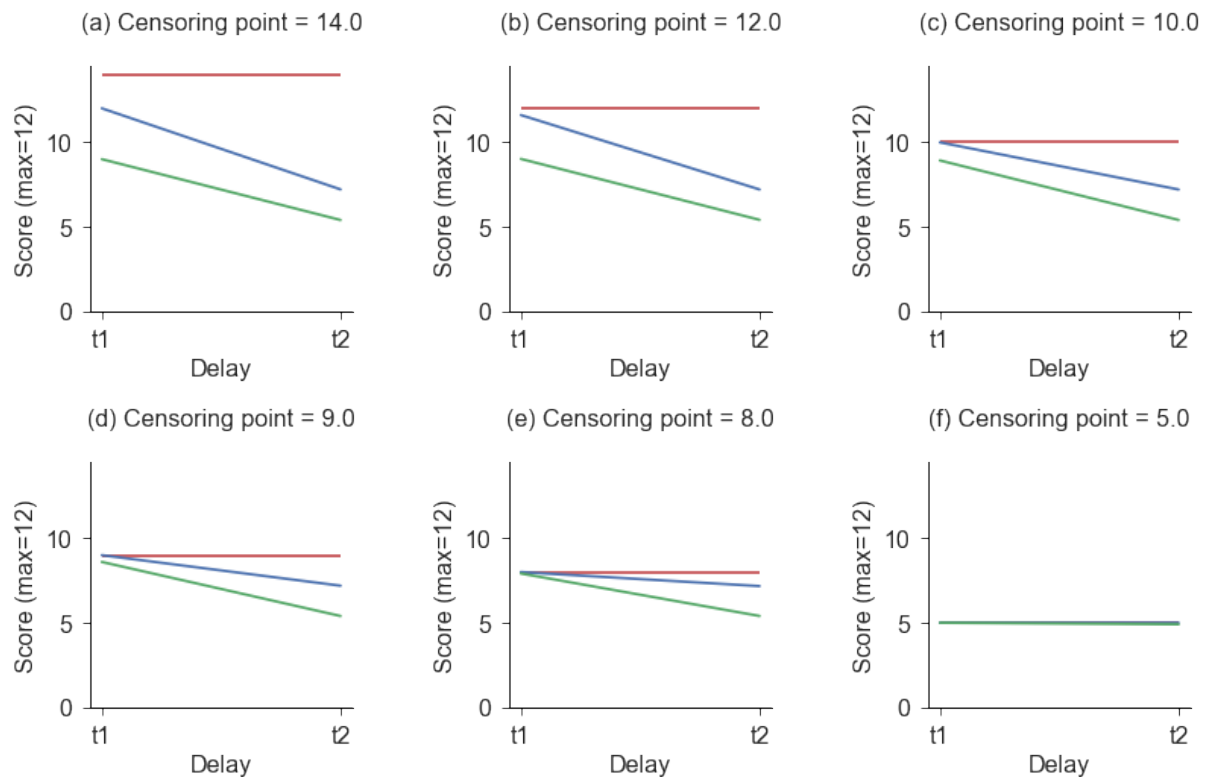 (a) Censoring point = 14.0
Score (max=12)
10
5
0
t1
t2
Delay
(b) Censoring point = 12.0
Score (max=12)
10
5
0
t1
t2
Delay
(c) Censoring point = 10.0
Score (max=12)
10
5
0
t1
t2
Delay
(d) Censoring point = 9.0
Score (max=12)
10
5
0
t1
t2
Delay
(e) Censoring point = 8.0
Score (max=12)
10
5
0
t1
t2
Delay
(f) Censoring point = 5.0
Score (max=12)
10
5
0
t1
t2
Delay